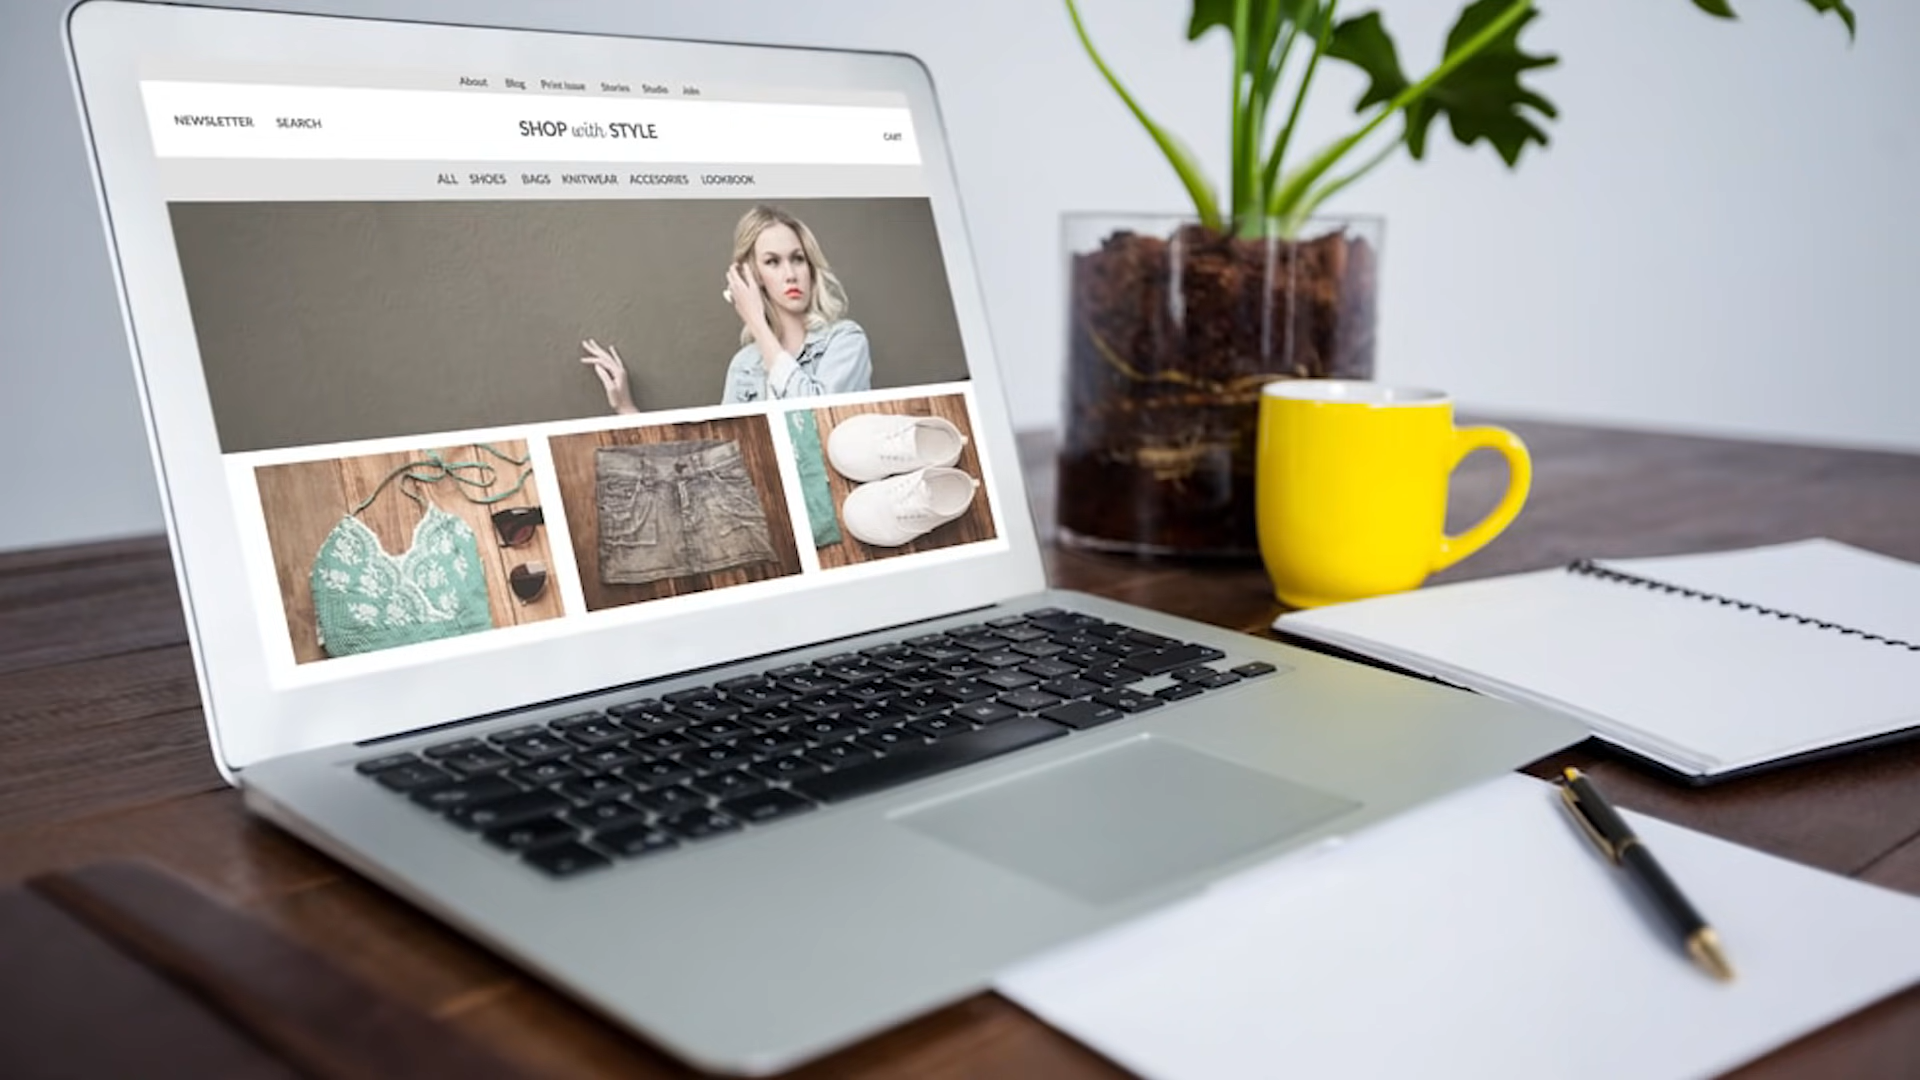 About Blog Print Issue Stories Studio Jobs
NEWSLETTER SEARCH
SHOP with STYLE
CART
ALL SHOES BAGS KNITWEAR ACCESORIES LOOKBOOK